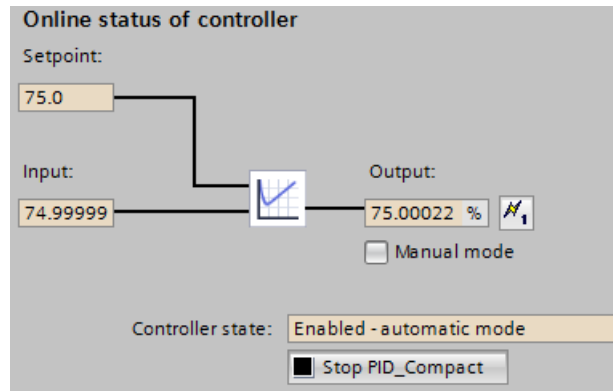 Online status of controller
Setpoint:
75.0
Input:
Output:
74.99999
75.00022 %
1
Manual mode
Controller state:
Enabled - automatic mode
Stop PID_Compact